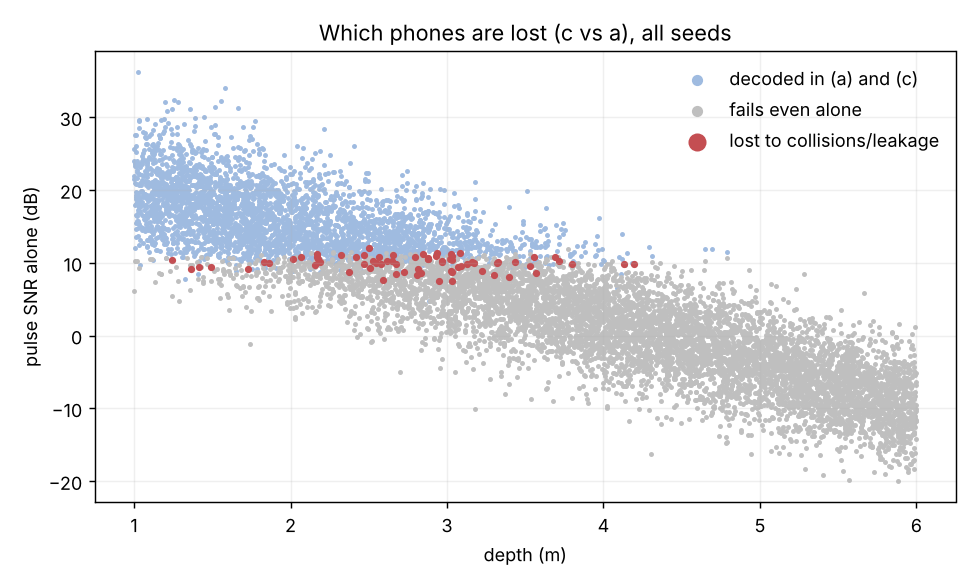 Which phones are lost (c vs a), all seeds
decoded in (a) and (c)
fails even alone
lost to collisions/leakage
pulse SNR alone (dB)
30
20
10
0
−10
−20
1
2
3
4
5
6
depth (m)